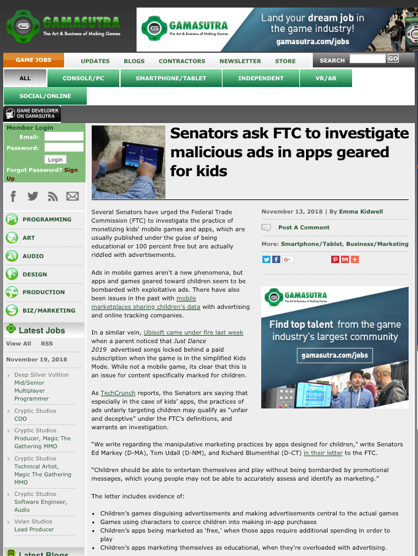 GAMASUTRA
The Art & Business of Making Games
GAMASUTRA
The Art & Business of Making Games
Land your dream job in
the game industry!
gamasutra.com/jobs
GAME JOBS
UPDATES
BLOGS
CONTRACTORS
NEWSLETTER
STORE
SEARCH
GO
ALL
CONSOLE/PC
SMARTPHONE/TABLET
INDEPENDENT
VR/AR
SOCIAL/ONLINE
GAME DEVELOPER
ON GAMASUTRA
Member Login
Email:
Password:
Login
Forgot Password? Sign
Up
PROGRAMMING
ART
AUDIO
DESIGN
PRODUCTION
BIZ/MARKETING
Latest Jobs
View All RSS
November 19, 2018
Deep Silver Volition
Mid/Senior
Multiplayer
Programmer
Cryptic Studios
COO
Cryptic Studios
Producer, Magic The
Gathering MMO
Cryptic Studios
Technical Artist,
Magic The Gathering
MMO
Cryptic Studios
Software Engineer,
Audio
Velan Studios
Lead Producer
Latest Blogs
Senators ask FTC to investigate
malicious ads in apps geared
for kids
November 13, 2018 | By Emma Kidwell
Post A Comment
More: Smartphone/Tablet, Business/Marketing
GAMASUTRA
The Art & Business of Making Games
Find top talent from the game
industry's largest community
gamasutra.com/jobs
Several Senators have urged the Federal Trade
Commission (FTC) to investigate the practice of
monetizing kids' mobile games and apps, which are
usually published under the guise of being
educational or 100 percent free but are actually
riddled with advertisements.
Ads in mobile games aren't a new phenomena, but
apps and games geared toward children seem to be
bombarded with exploitative ads. There have also
been issues in the past with mobile
marketplaces sharing children's data with advertising
and online tracking companies.
In a similar vein, Ubisoft came under fire last week
when a parent noticed that Just Dance
2019 advertised songs locked behind a paid
subscription when the game is in the simplified Kids
Mode. While not a mobile game, its clear that this is
an issue for content specifically marked for children.
As TechCrunch reports, the Senators are saying that
especially in the case of kids' apps, the practices of
ads unfairly targeting children may qualify as "unfair
and deceptive" under the FTC's definitions, and
warrants an investigation.
"We write regarding the manipulative marketing practices by apps designed for children," write Senators
Ed Markey (D-MA), Tom Udall (D-NM), and Richard Blumenthal (D-CT) in their letter to the FTC.
"Children should be able to entertain themselves and play without being bombarded by promotional
messages, which young people may not be able to accurately assess and identify as marketing."
The letter includes evidence of:
• Children's games disguising advertisements and making advertisements central to the actual games
• Games using characters to coerce children into making in-app purchases
• Children's apps being marketed as 'free,' when those apps require additional spending in order to
play
• Children's apps marketing themselves as educational, when they're overloaded with advertising.